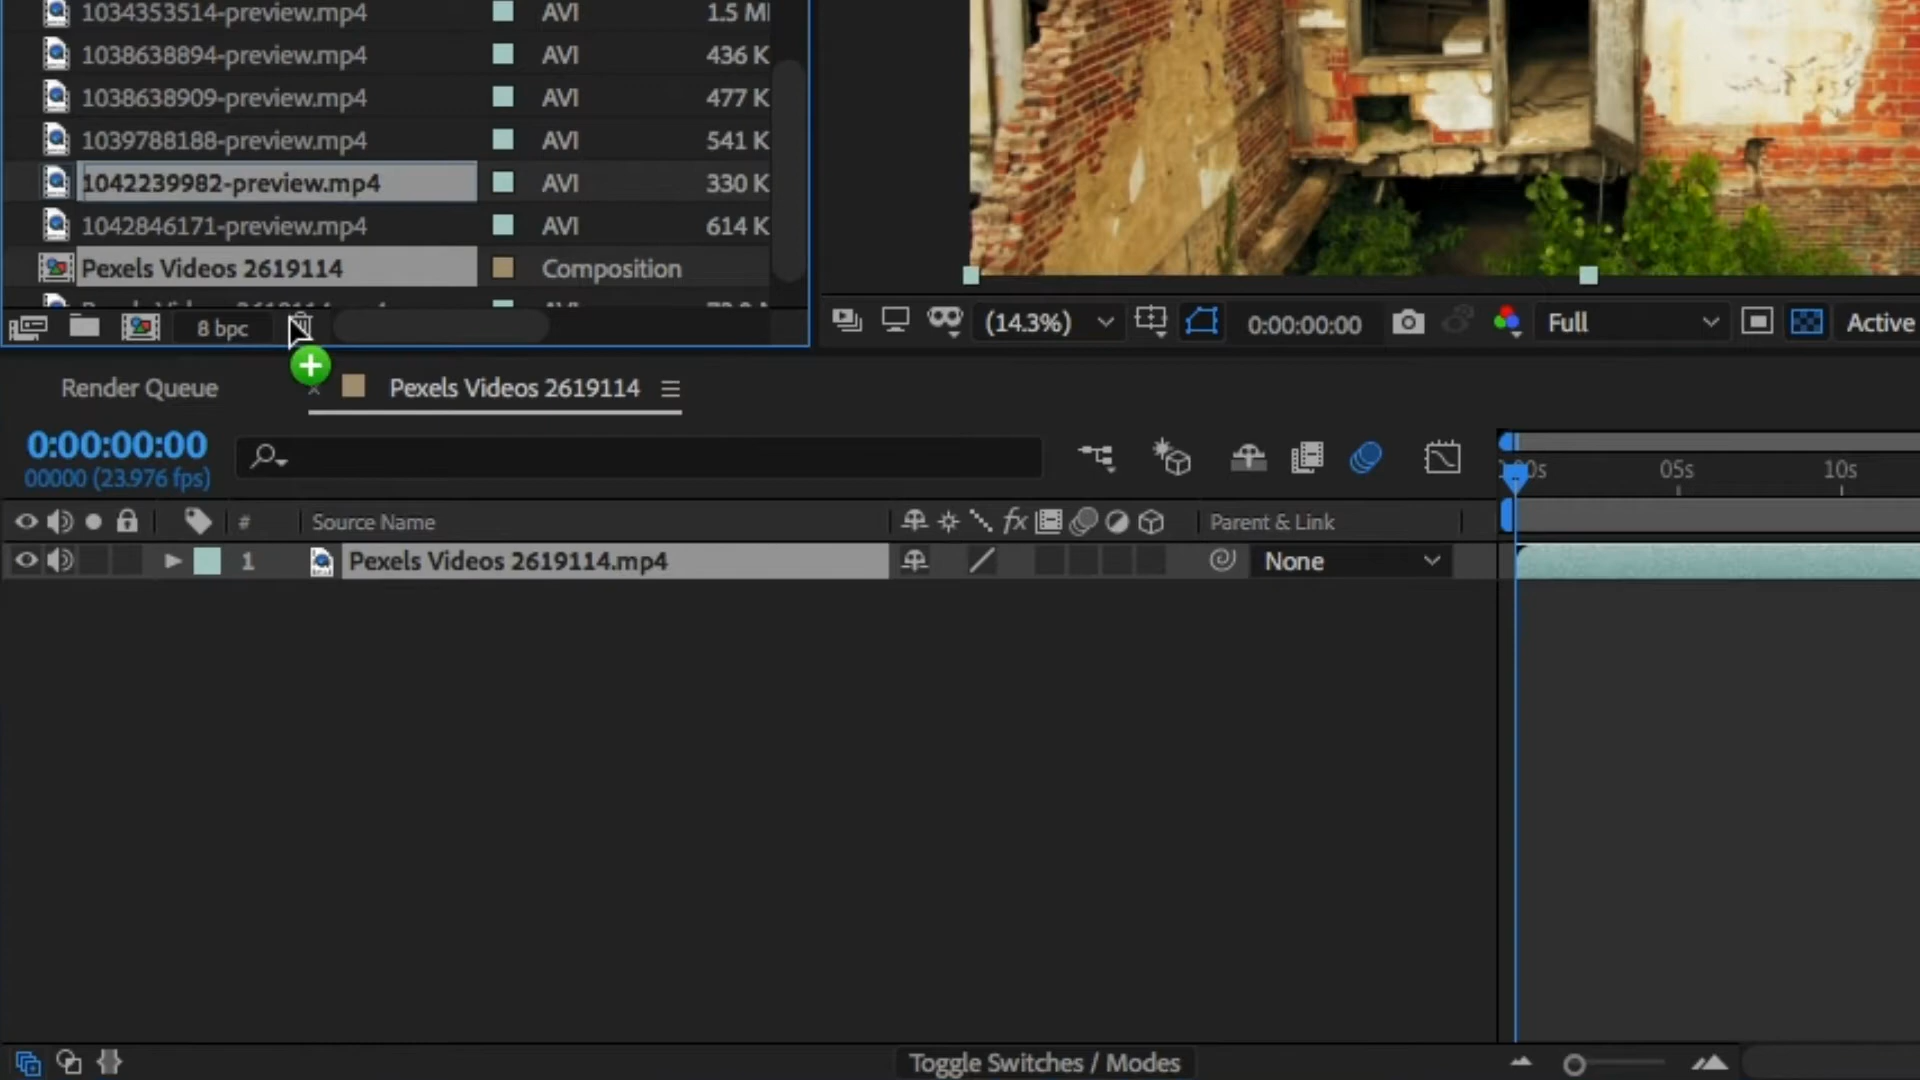 1034353514-preview.mp4 AVI 1.5 M
1038638894-preview.mp4 AVI 436 K
1038638909-preview.mp4 AVI 477 K
1039788188-preview.mp4 AVI 541 K
1042239982-preview.mp4 AVI 330 K
1042846171-preview.mp4 AVI 614 K
Pexels Videos 2619114 Composition
8 bpc
(14.3%) 0:00:00:00 Full Active
Render Queue × Pexels Videos 2619114
0:00:00:00
00000 (23.976 fps)
05s 10s
# Source Name fx Parent & Link
1 Pexels Videos 2619114.mp4 None
Toggle Switches / Modes